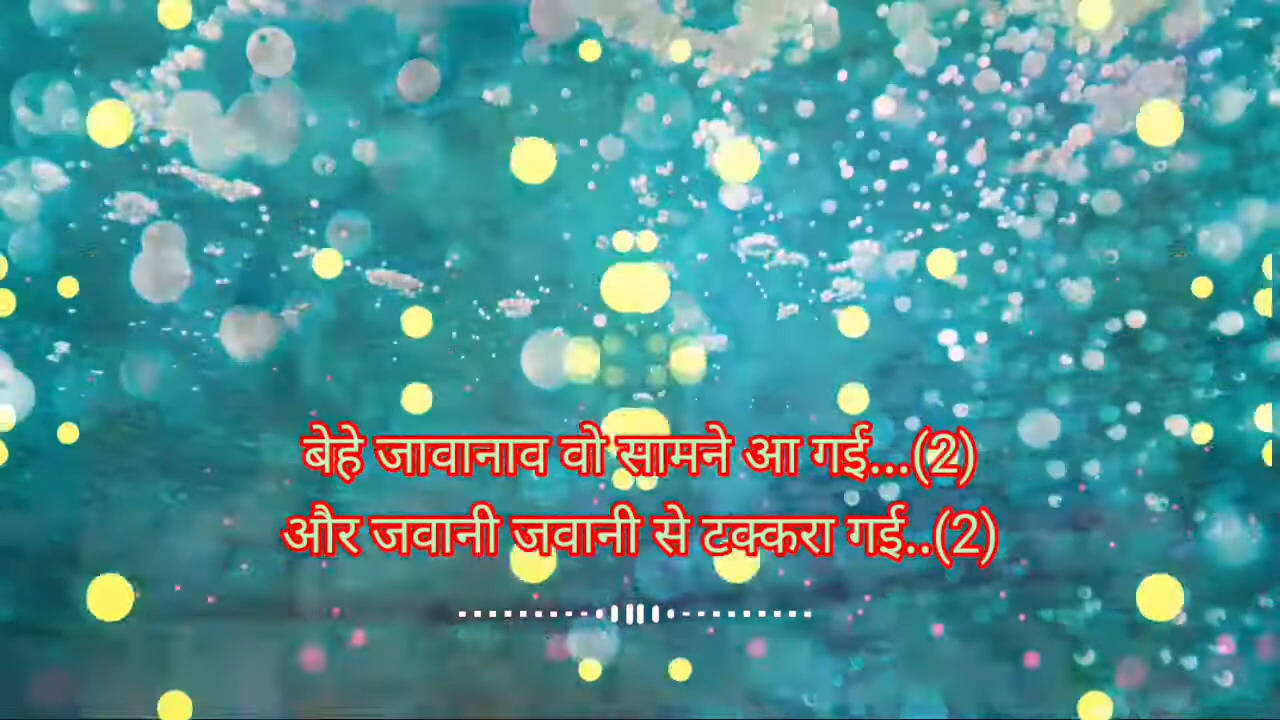 बेहे जावानाव वो सामने आ गई...(2)
और जवानी जवानी से टक्करा गई..(2)